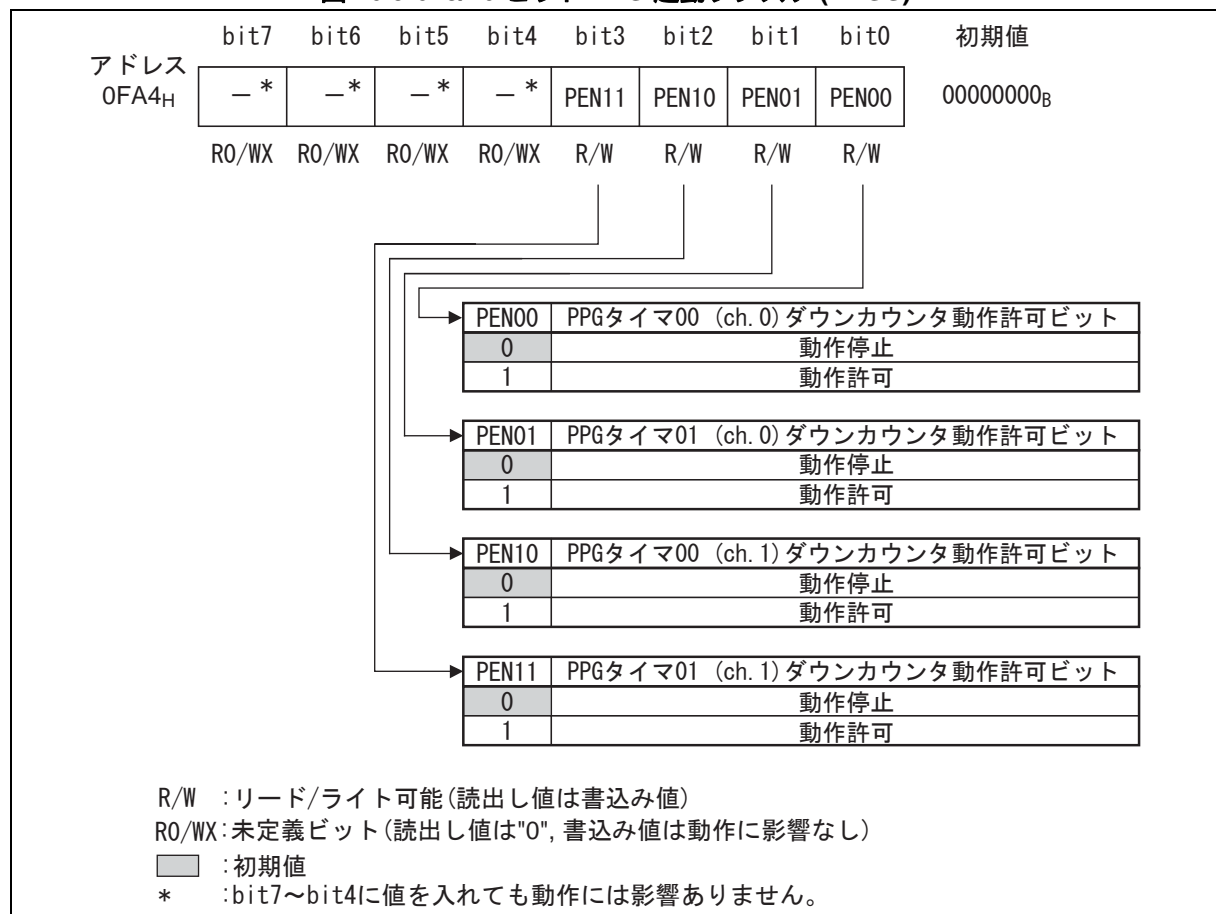 bit7 bit6 bit5 bit4 bit3 bit2 bit1 bit0 初期値
アドレス
0FA4H －* －* －* －* PEN11 PEN10 PEN01 PEN00 00000000B
R0/WX R0/WX R0/WX R0/WX R/W R/W R/W R/W
PEN00 PPGタイマ00 (ch.0)ダウンカウンタ動作許可ビット
0 動作停止
1 動作許可
PEN01 PPGタイマ01 (ch.0)ダウンカウンタ動作許可ビット
0 動作停止
1 動作許可
PEN10 PPGタイマ00 (ch.1)ダウンカウンタ動作許可ビット
0 動作停止
1 動作許可
PEN11 PPGタイマ01 (ch.1)ダウンカウンタ動作許可ビット
0 動作停止
1 動作許可
R/W :リード/ライト可能(読出し値は書込み値)
R0/WX:未定義ビット(読出し値は"0", 書込み値は動作に影響なし)
:初期値
* :bit7～bit4に値を入れても動作には影響ありません。